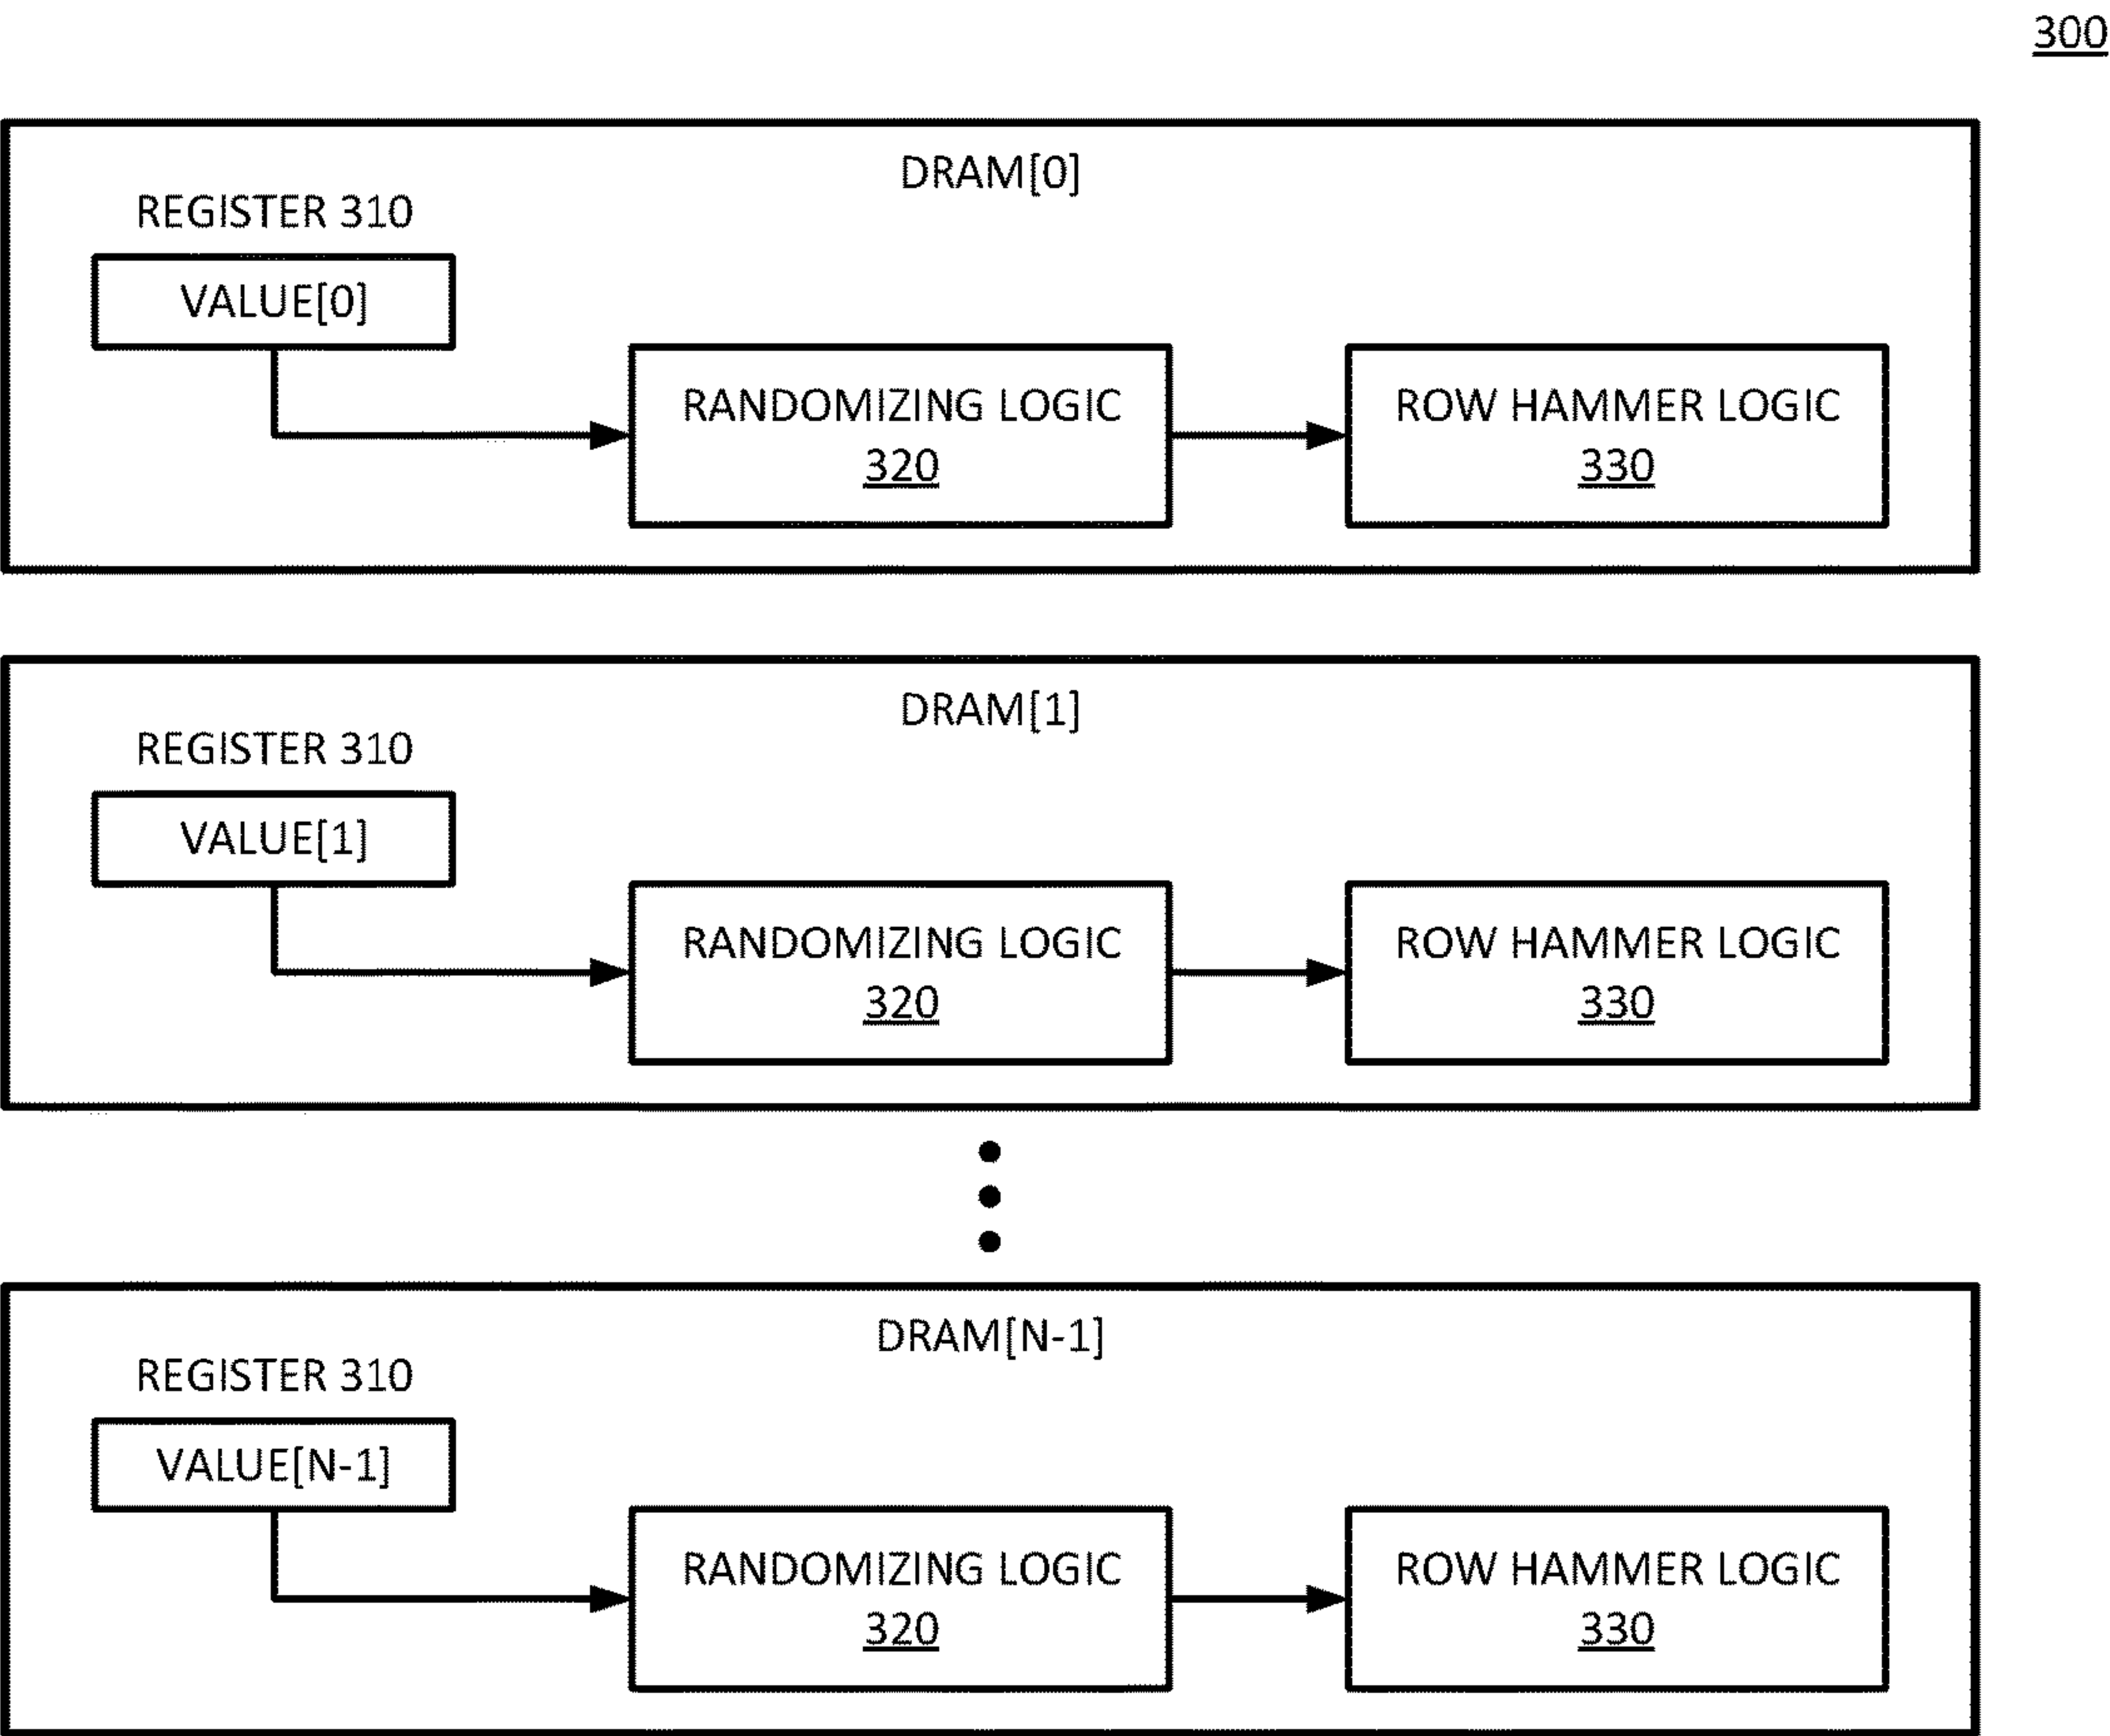 300
DRAM[0]
REGISTER 310
VALUE[0]
RANDOMIZING LOGIC
320
ROW HAMMER LOGIC
330
DRAM[1]
REGISTER 310
VALUE[1]
RANDOMIZING LOGIC
320
ROW HAMMER LOGIC
330
DRAM[N-1]
REGISTER 310
VALUE[N-1]
RANDOMIZING LOGIC
320
ROW HAMMER LOGIC
330